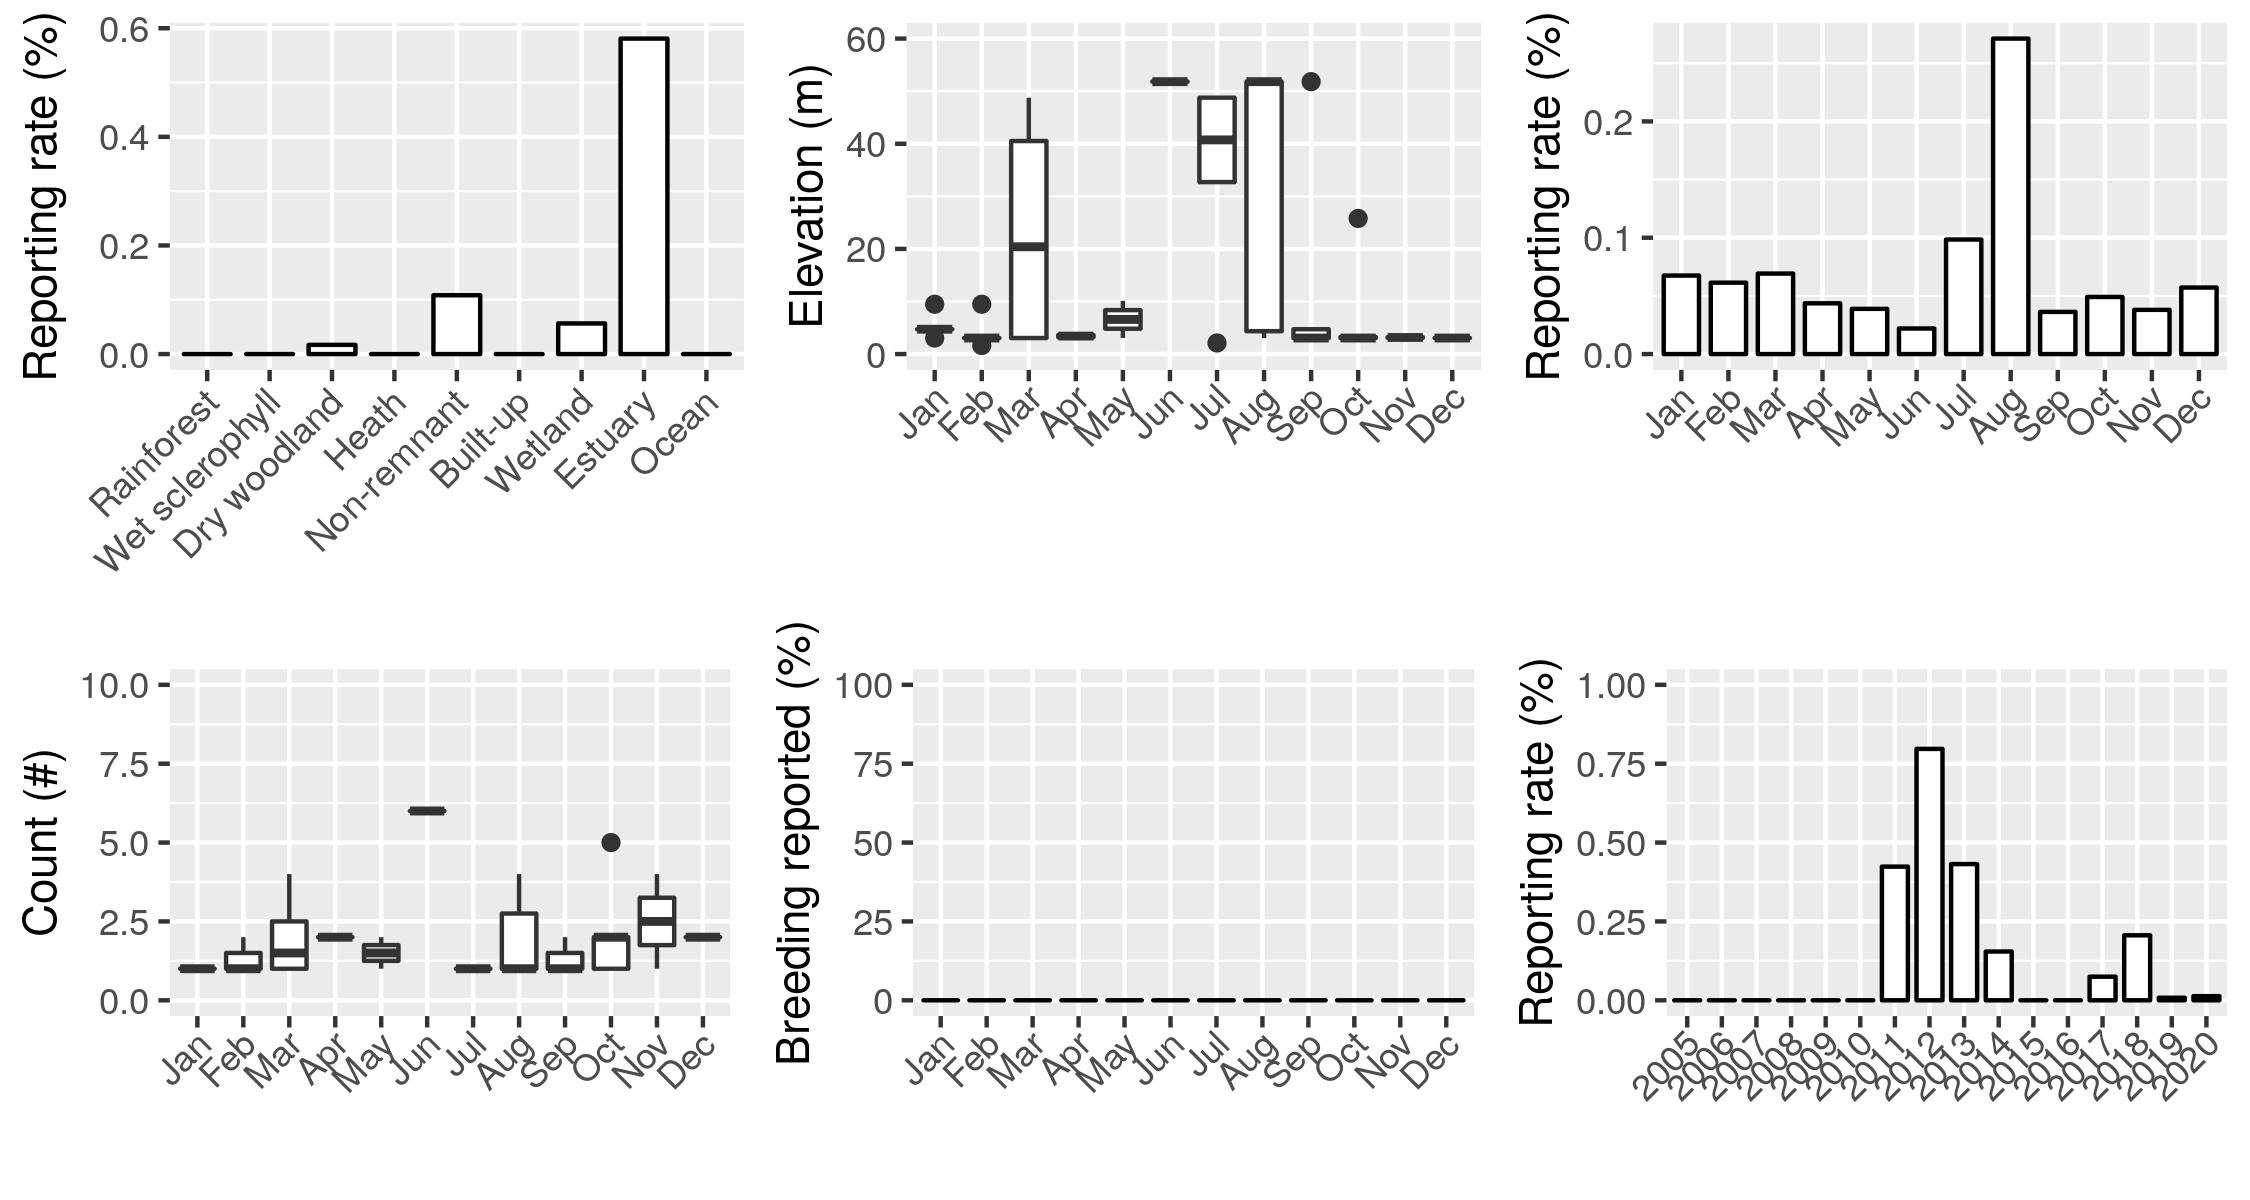 Reporting rate (%)
0.6
0.4
0.2
0.0
Rainforest
Wet sclerophyll
Dry woodland
Heath
Non-remnant
Built-up
Wetland
Estuary
Ocean
Elevation (m)
60
40
20
0
Jan
Feb
Mar
Apr
May
Jun
Jul
Aug
Sep
Oct
Nov
Dec
Reporting rate (%)
0.2
0.1
0.0
Jan
Feb
Mar
Apr
May
Jun
Jul
Aug
Sep
Oct
Nov
Dec
Count (#)
10.0
7.5
5.0
2.5
0.0
Jan
Feb
Mar
Apr
May
Jun
Jul
Aug
Sep
Oct
Nov
Dec
Breeding reported (%)
100
75
50
25
0
Jan
Feb
Mar
Apr
May
Jun
Jul
Aug
Sep
Oct
Nov
Dec
Reporting rate (%)
1.00
0.75
0.50
0.25
0.00
2005
2006
2007
2008
2009
2010
2011
2012
2013
2014
2015
2016
2017
2018
2019
2020